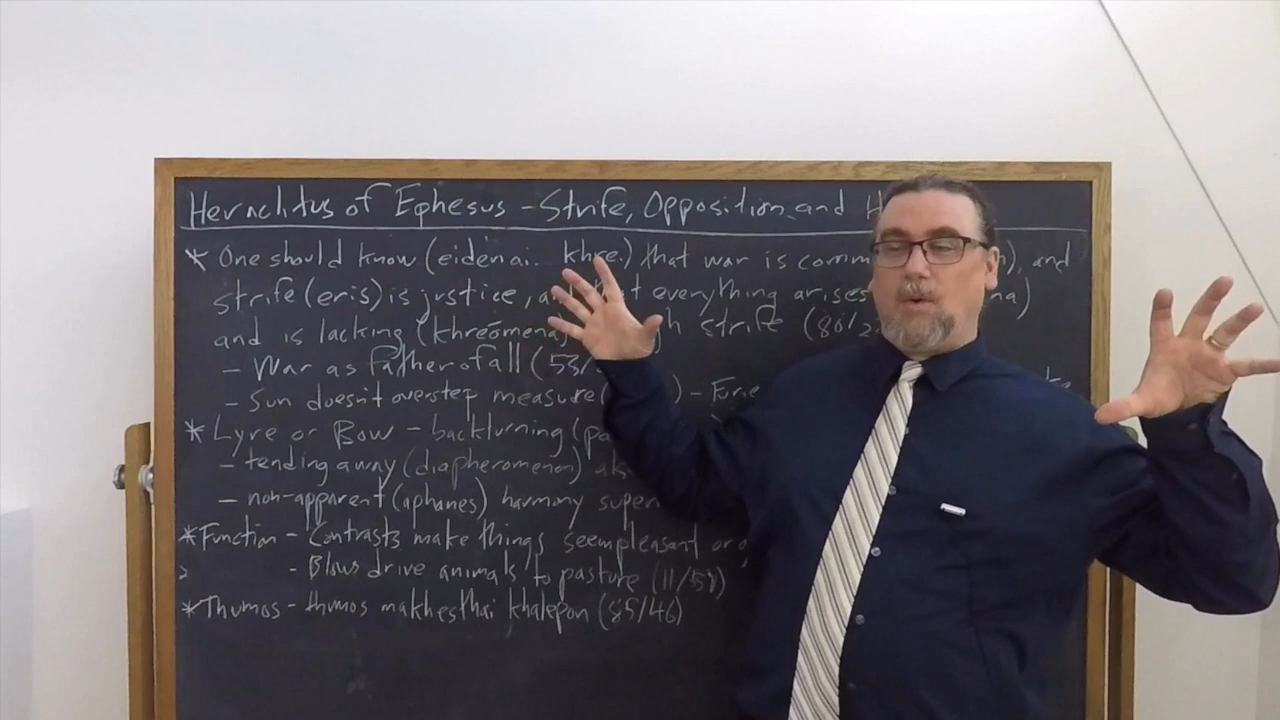 Heraclitus of Ephesus - Strife, Opposition, and H
* One should know (eidenai.. khre.) that war is comm ), and
strife (eris) is justice, a t everything arises na)
and is lacking (khreōmena h strife (80/2
- War as father of all (53/
- Sun doesn't overstep measure ( ) - Furie
* Lyre or Bow - backturning (pa
- tending away (diapheromenon) als
- non-apparent (aphanes) harmony super
* Function - Contrasts make things seem pleasant or g
- Blows drive animals to pasture (11/59)
* Thumos - thumos makhesthai khalepon (85/46)